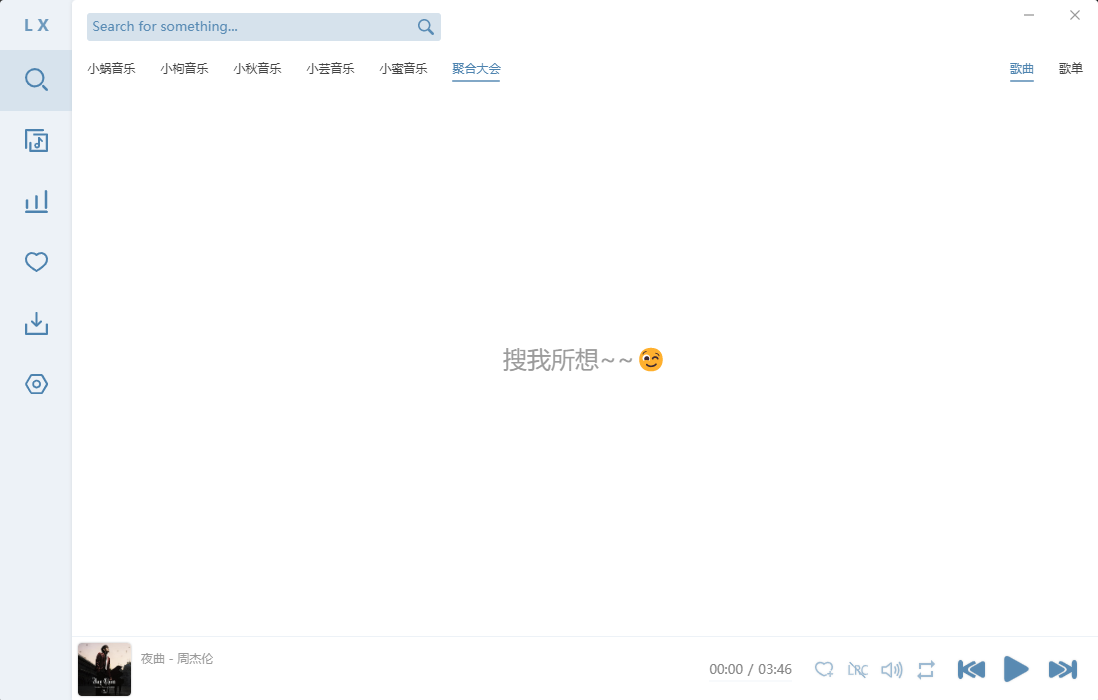 LX
Search for something...
小蜗音乐 小枸音乐 小秋音乐 小芸音乐 小蜜音乐 聚合大会 歌曲 歌单
搜我所想~~😉
夜曲 - 周杰伦
00:00 / 03:46
LRC